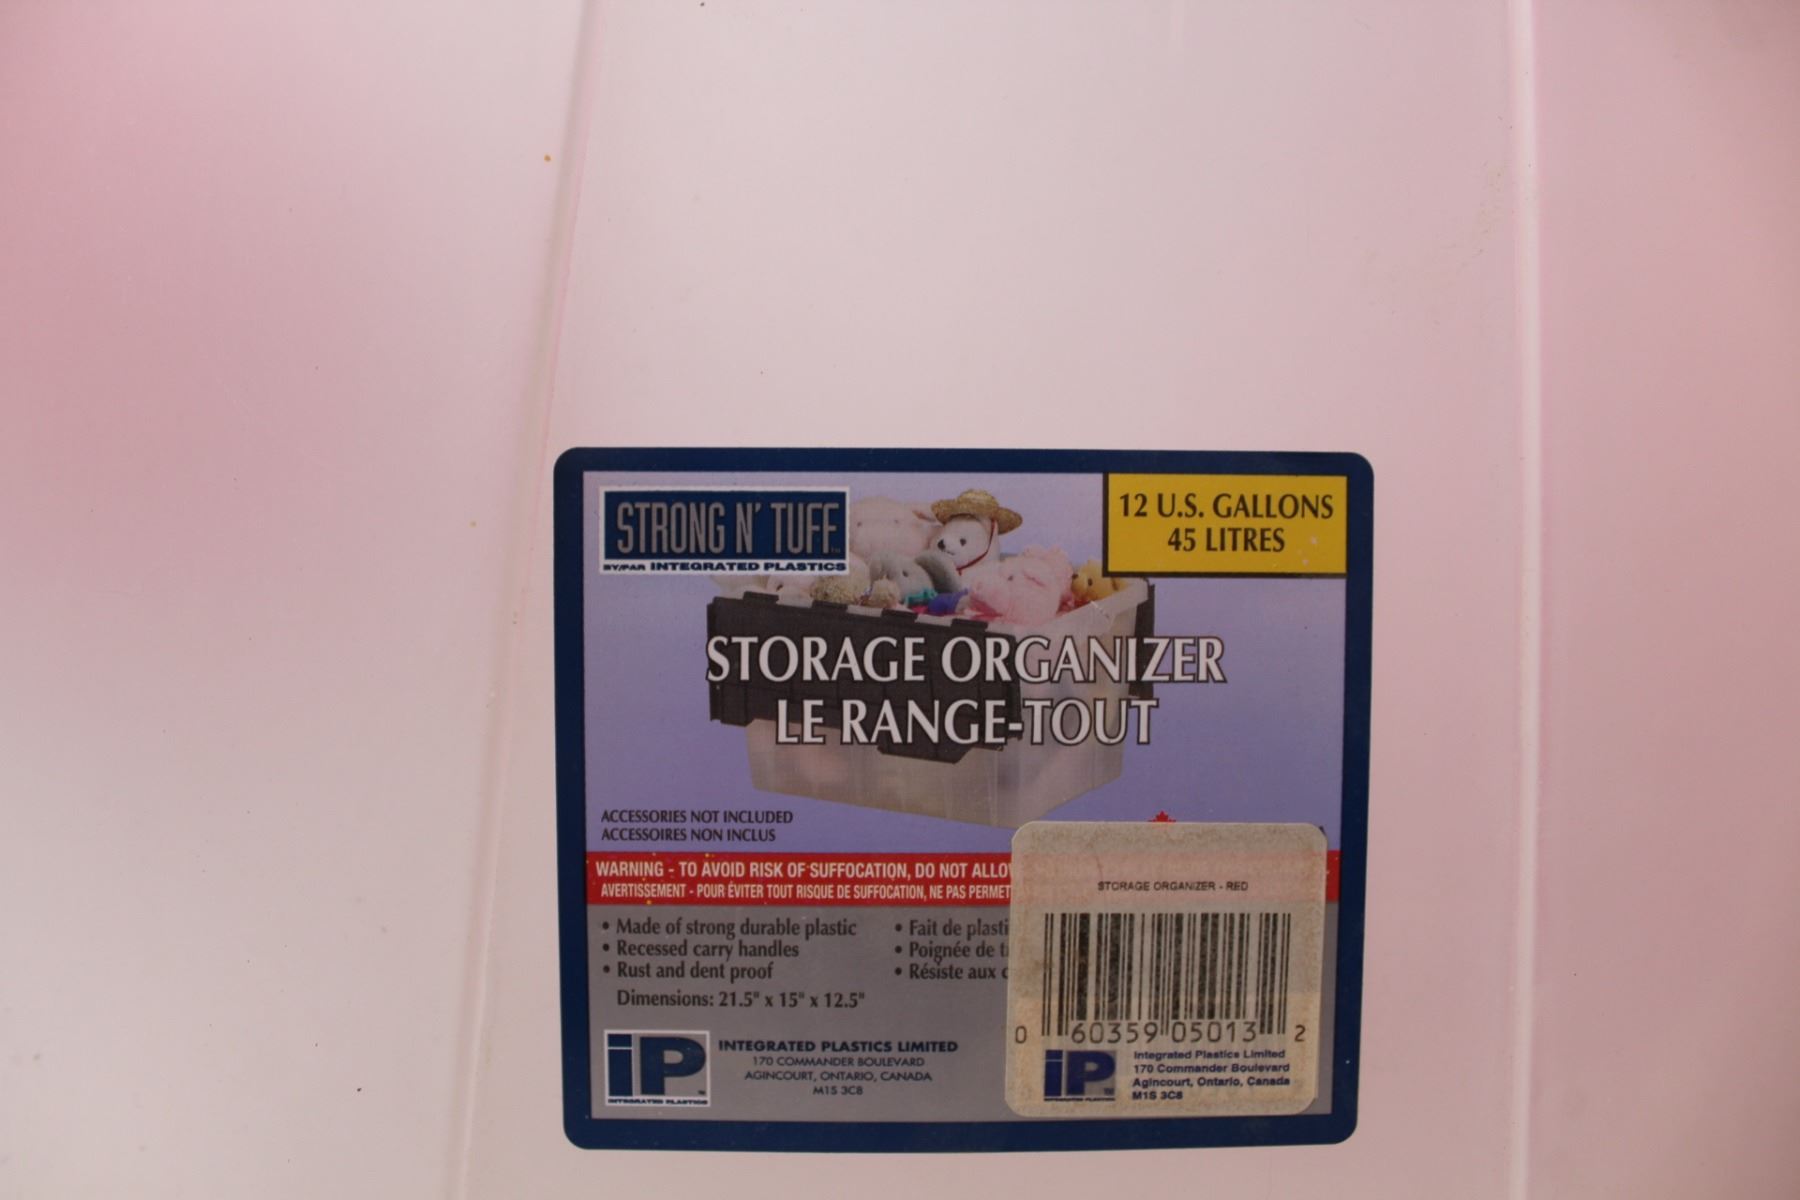 STRONG N' TUFF
BY/PAR INTEGRATED PLASTICS
12 U.S. GALLONS
45 LITRES
STORAGE ORGANIZER
LE RANGE-TOUT
ACCESSORIES NOT INCLUDED
ACCESSOIRES NON INCLUS
WARNING - TO AVOID RISK OF SUFFOCATION, DO NOT
AVERTISSEMENT - POUR ÉVITER TOUT RISQUE DE SUFFOCATION, NE PAS
• Made of strong durable plastic
• Recessed carry handles
• Rust and dent proof
Dimensions: 21.5" x 15" x 12.5"
• Fait de
• Poignée de
• Résiste aux
iP
INTEGRATED PLASTICS
INTEGRATED PLASTICS LIMITED
170 COMMANDER BOULEVARD
AGINCOURT, ONTARIO, CANADA
M1S 3C8
STORAGE ORGANIZER - RED
0 60359 05013 2
iP
INTEGRATED PLASTICS
Integrated Plastics Limited
170 Commander Boulevard
Agincourt, Ontario, Canada
M1S 3C8